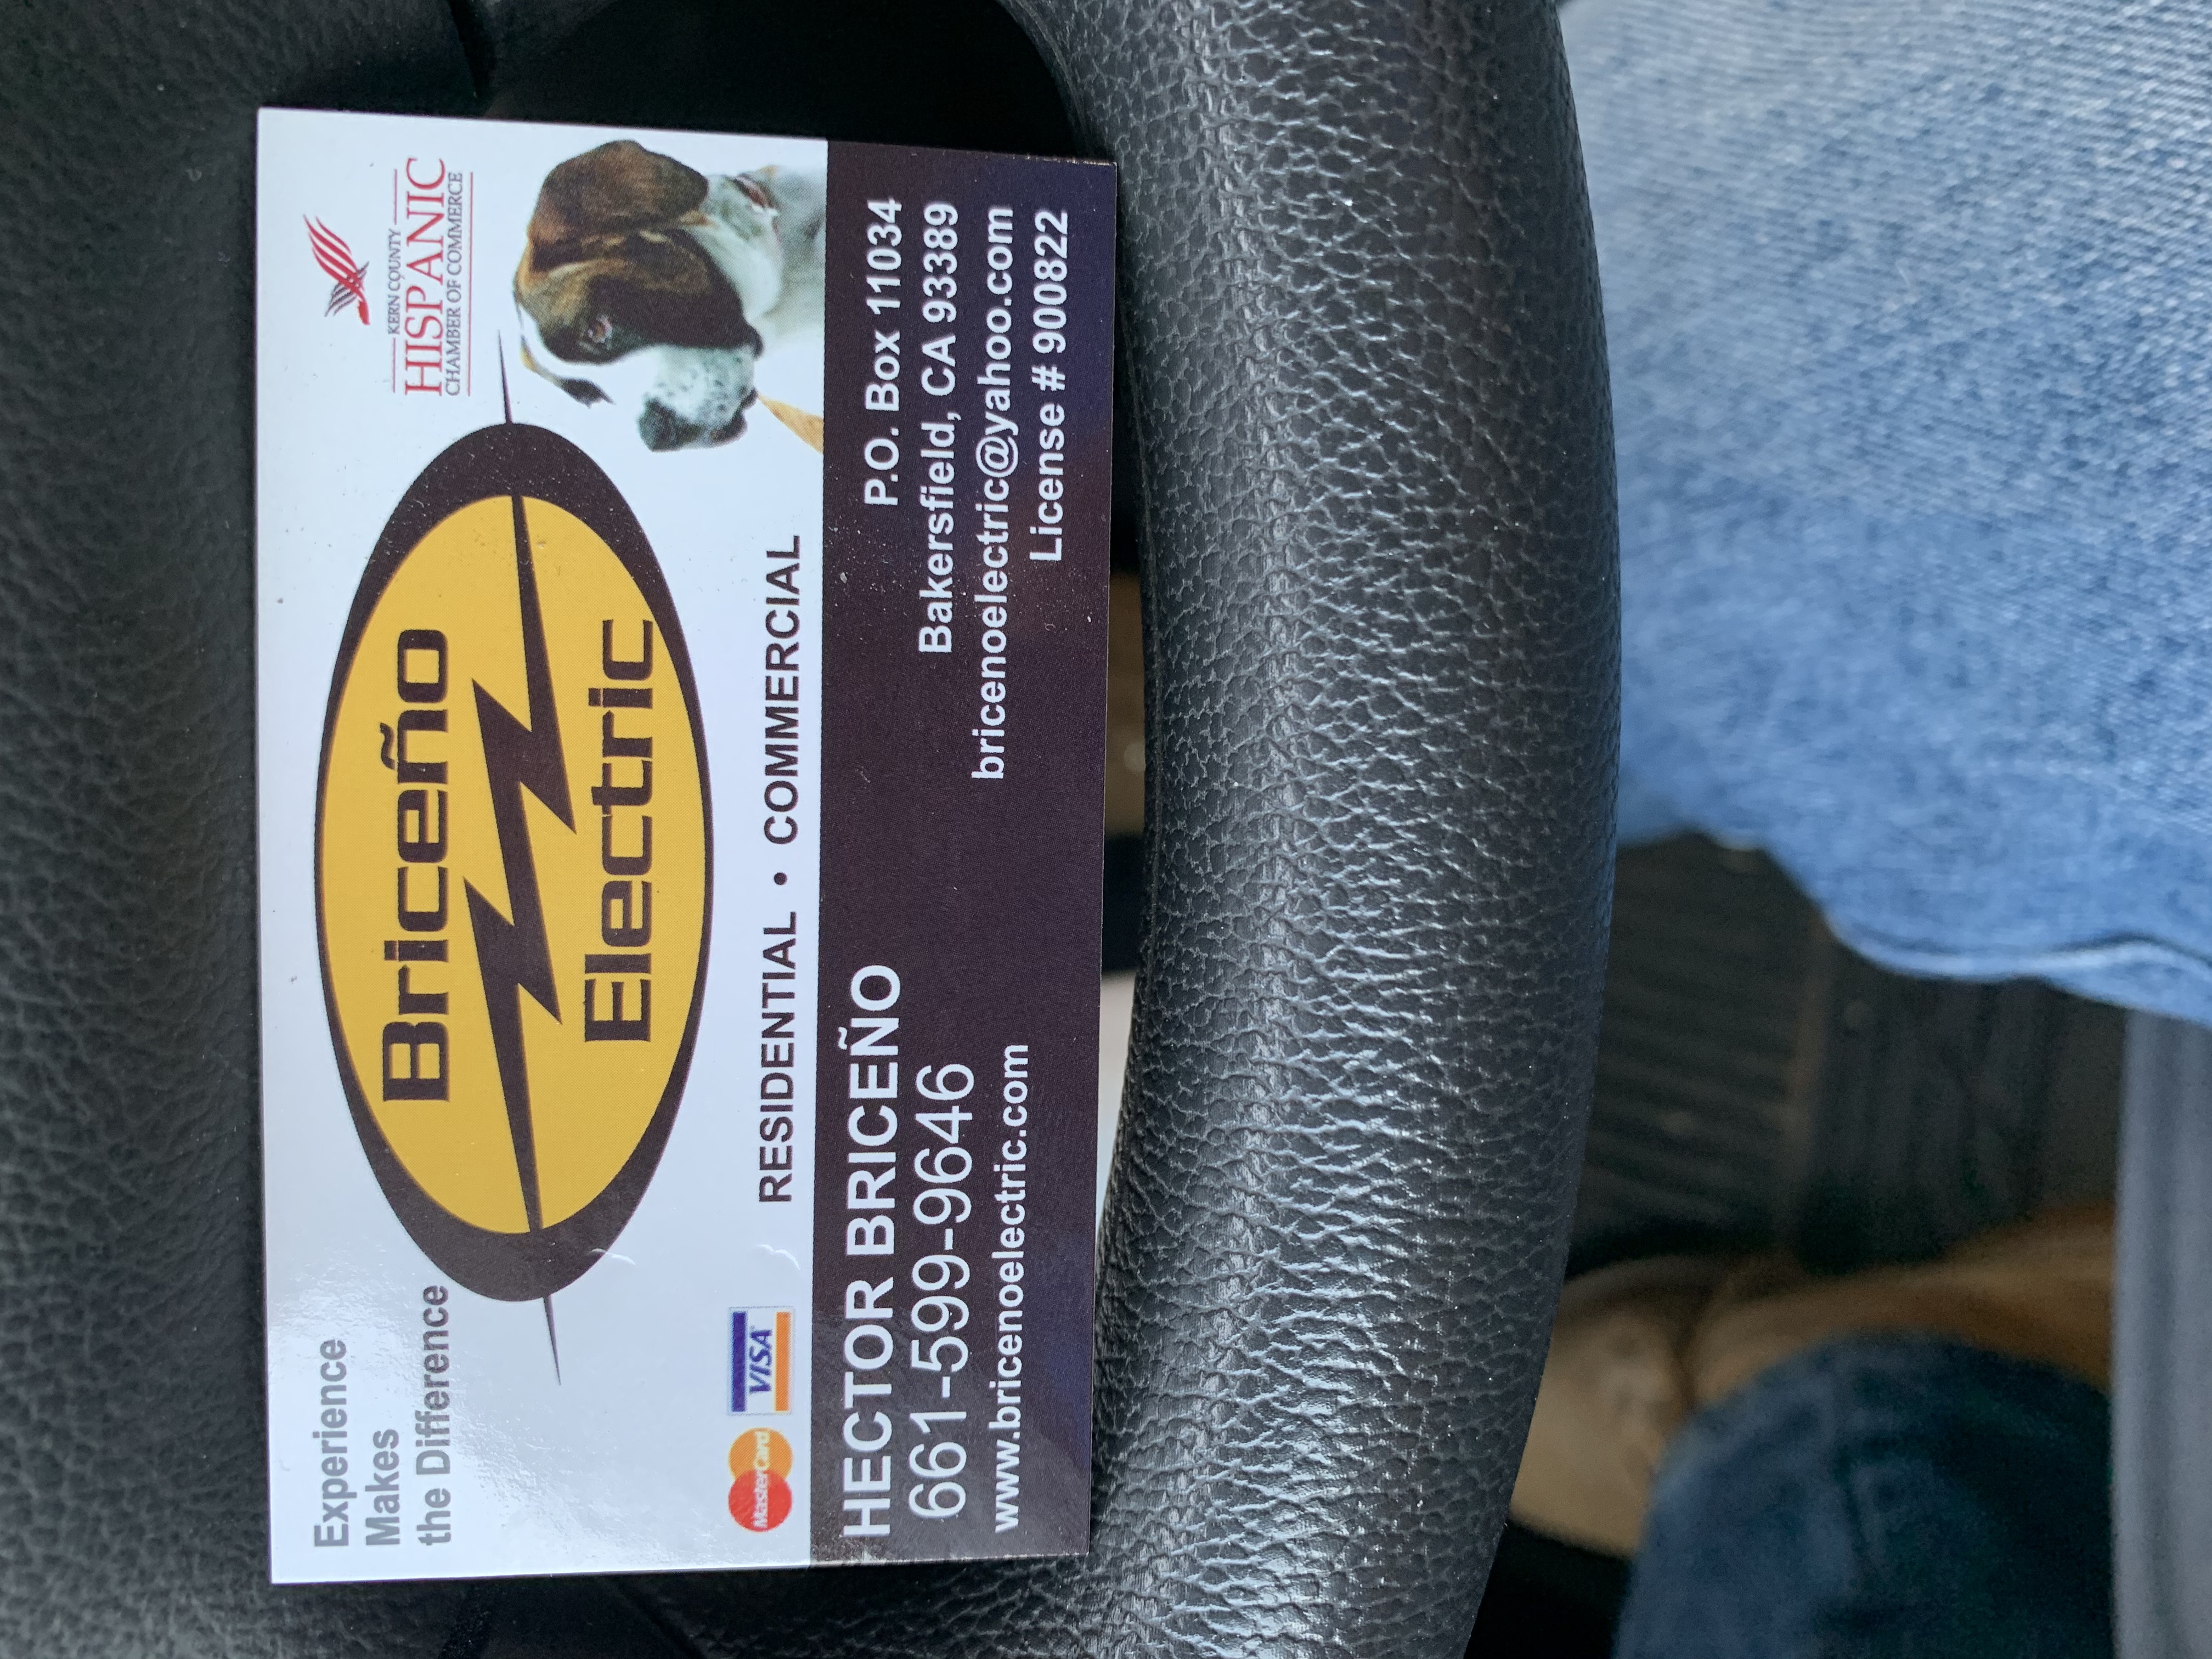 Experience
Makes
the Difference
KERN COUNTY
HISPANIC
CHAMBER OF COMMERCE
Briceño
Electric
MasterCard
VISA
RESIDENTIAL • COMMERCIAL
HECTOR BRICEÑO
661-599-9646
www.bricenoelectric.com
P.O. Box 11034
Bakersfield, CA 93389
bricenoelectric@yahoo.com
License # 900822